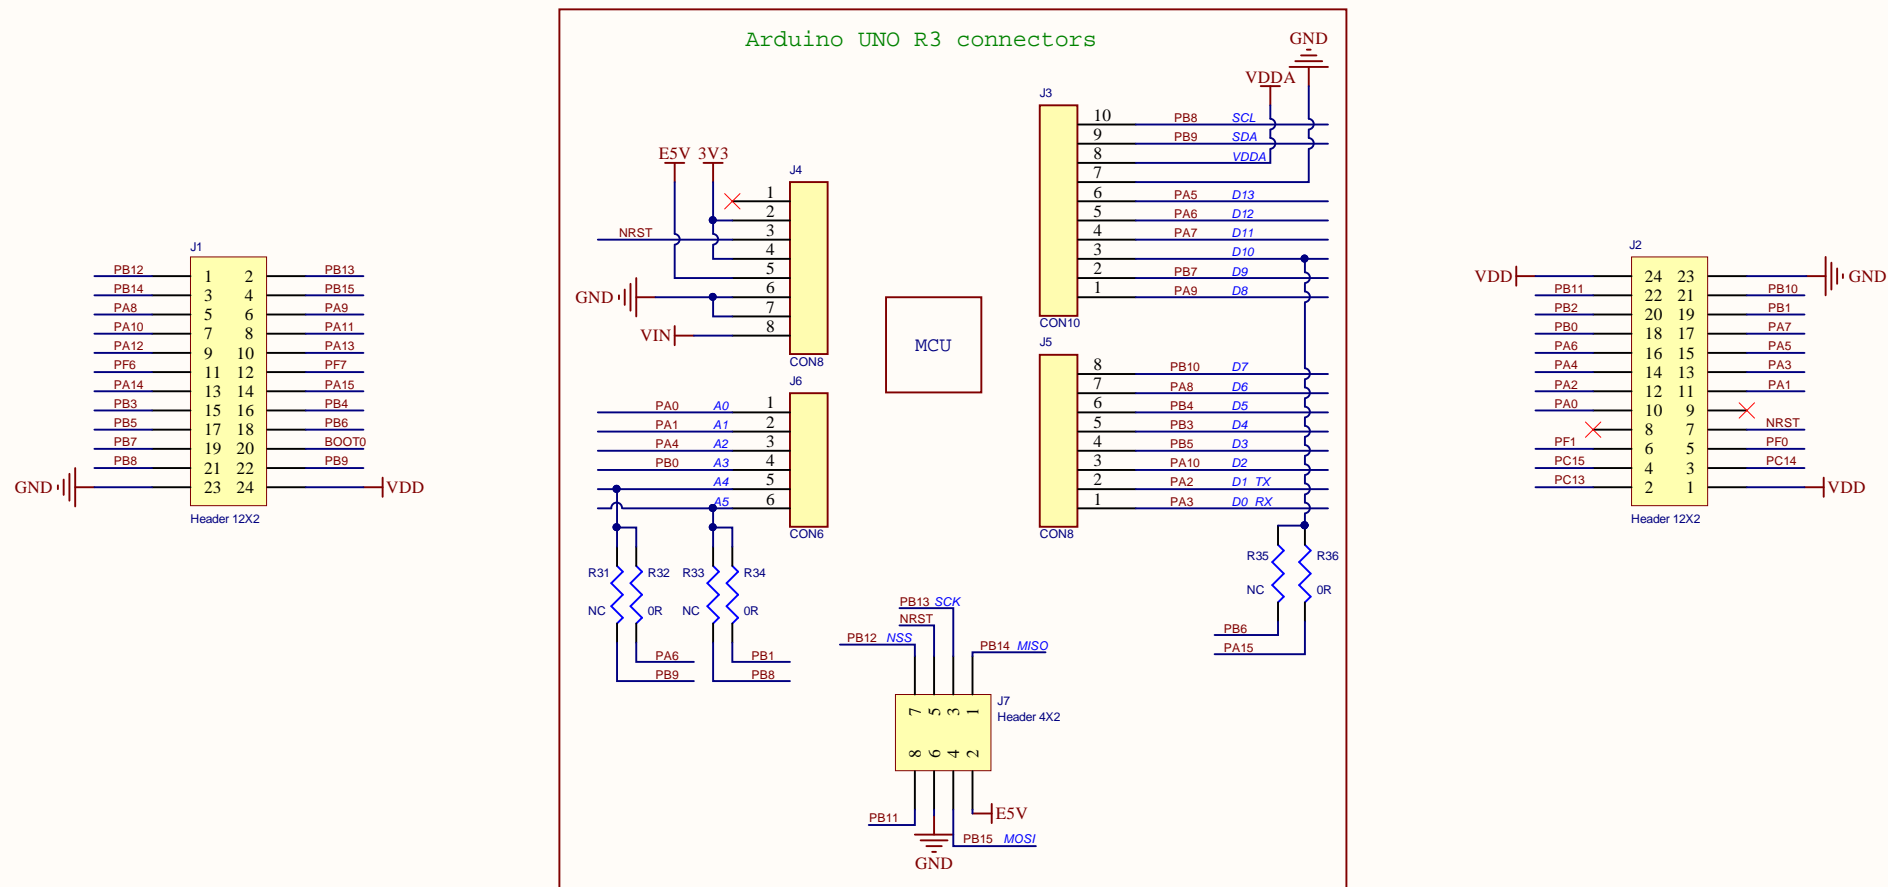 Arduino UNO R3 connectors
J1
PB12 1 2 PB13
PB14 3 4 PB15
PA8 5 6 PA9
PA10 7 8 PA11
PA12 9 10 PA13
PF6 11 12 PF7
PA14 13 14 PA15
PB3 15 16 PB4
PB5 17 18 PB6
PB7 19 20 BOOT0
PB8 21 22 PB9
GND 23 24 VDD
Header 12X2
E5V 3V3
J4
1
2
NRST 3
4
5
GND 6
7
VIN 8
CON8
J6
PA0 A0 1
PA1 A1 2
PA4 A2 3
PB0 A3 4
A4 5
A5 6
CON6
R31 R32 R33 R34
NC 0R NC 0R
PA6 PB1
PB9 PB8
MCU
GND
VDDA
J3
10 PB8 SCL
9 PB9 SDA
8 VDDA
7
6 PA5 D13
5 PA6 D12
4 PA7 D11
3 D10
2 PB7 D9
1 PA9 D8
CON10
J5
8 PB10 D7
7 PA8 D6
6 PB4 D5
5 PB3 D4
4 PB5 D3
3 PA10 D2
2 PA2 D1 TX
1 PA3 D0 RX
CON8
R35 R36
NC 0R
PB6
PA15
PB13 SCK
NRST
PB12 NSS
PB14 MISO
J7
Header 4X2
7 5 3 1
8 6 4 2
E5V
PB11
PB15 MOSI
GND
J2
VDD 24 23 GND
PB11 22 21 PB10
PB2 20 19 PB1
PB0 18 17 PA7
PA6 16 15 PA5
PA4 14 13 PA3
PA2 12 11 PA1
PA0 10 9
8 7 NRST
PF1 6 5 PF0
PC15 4 3 PC14
PC13 2 1 VDD
Header 12X2